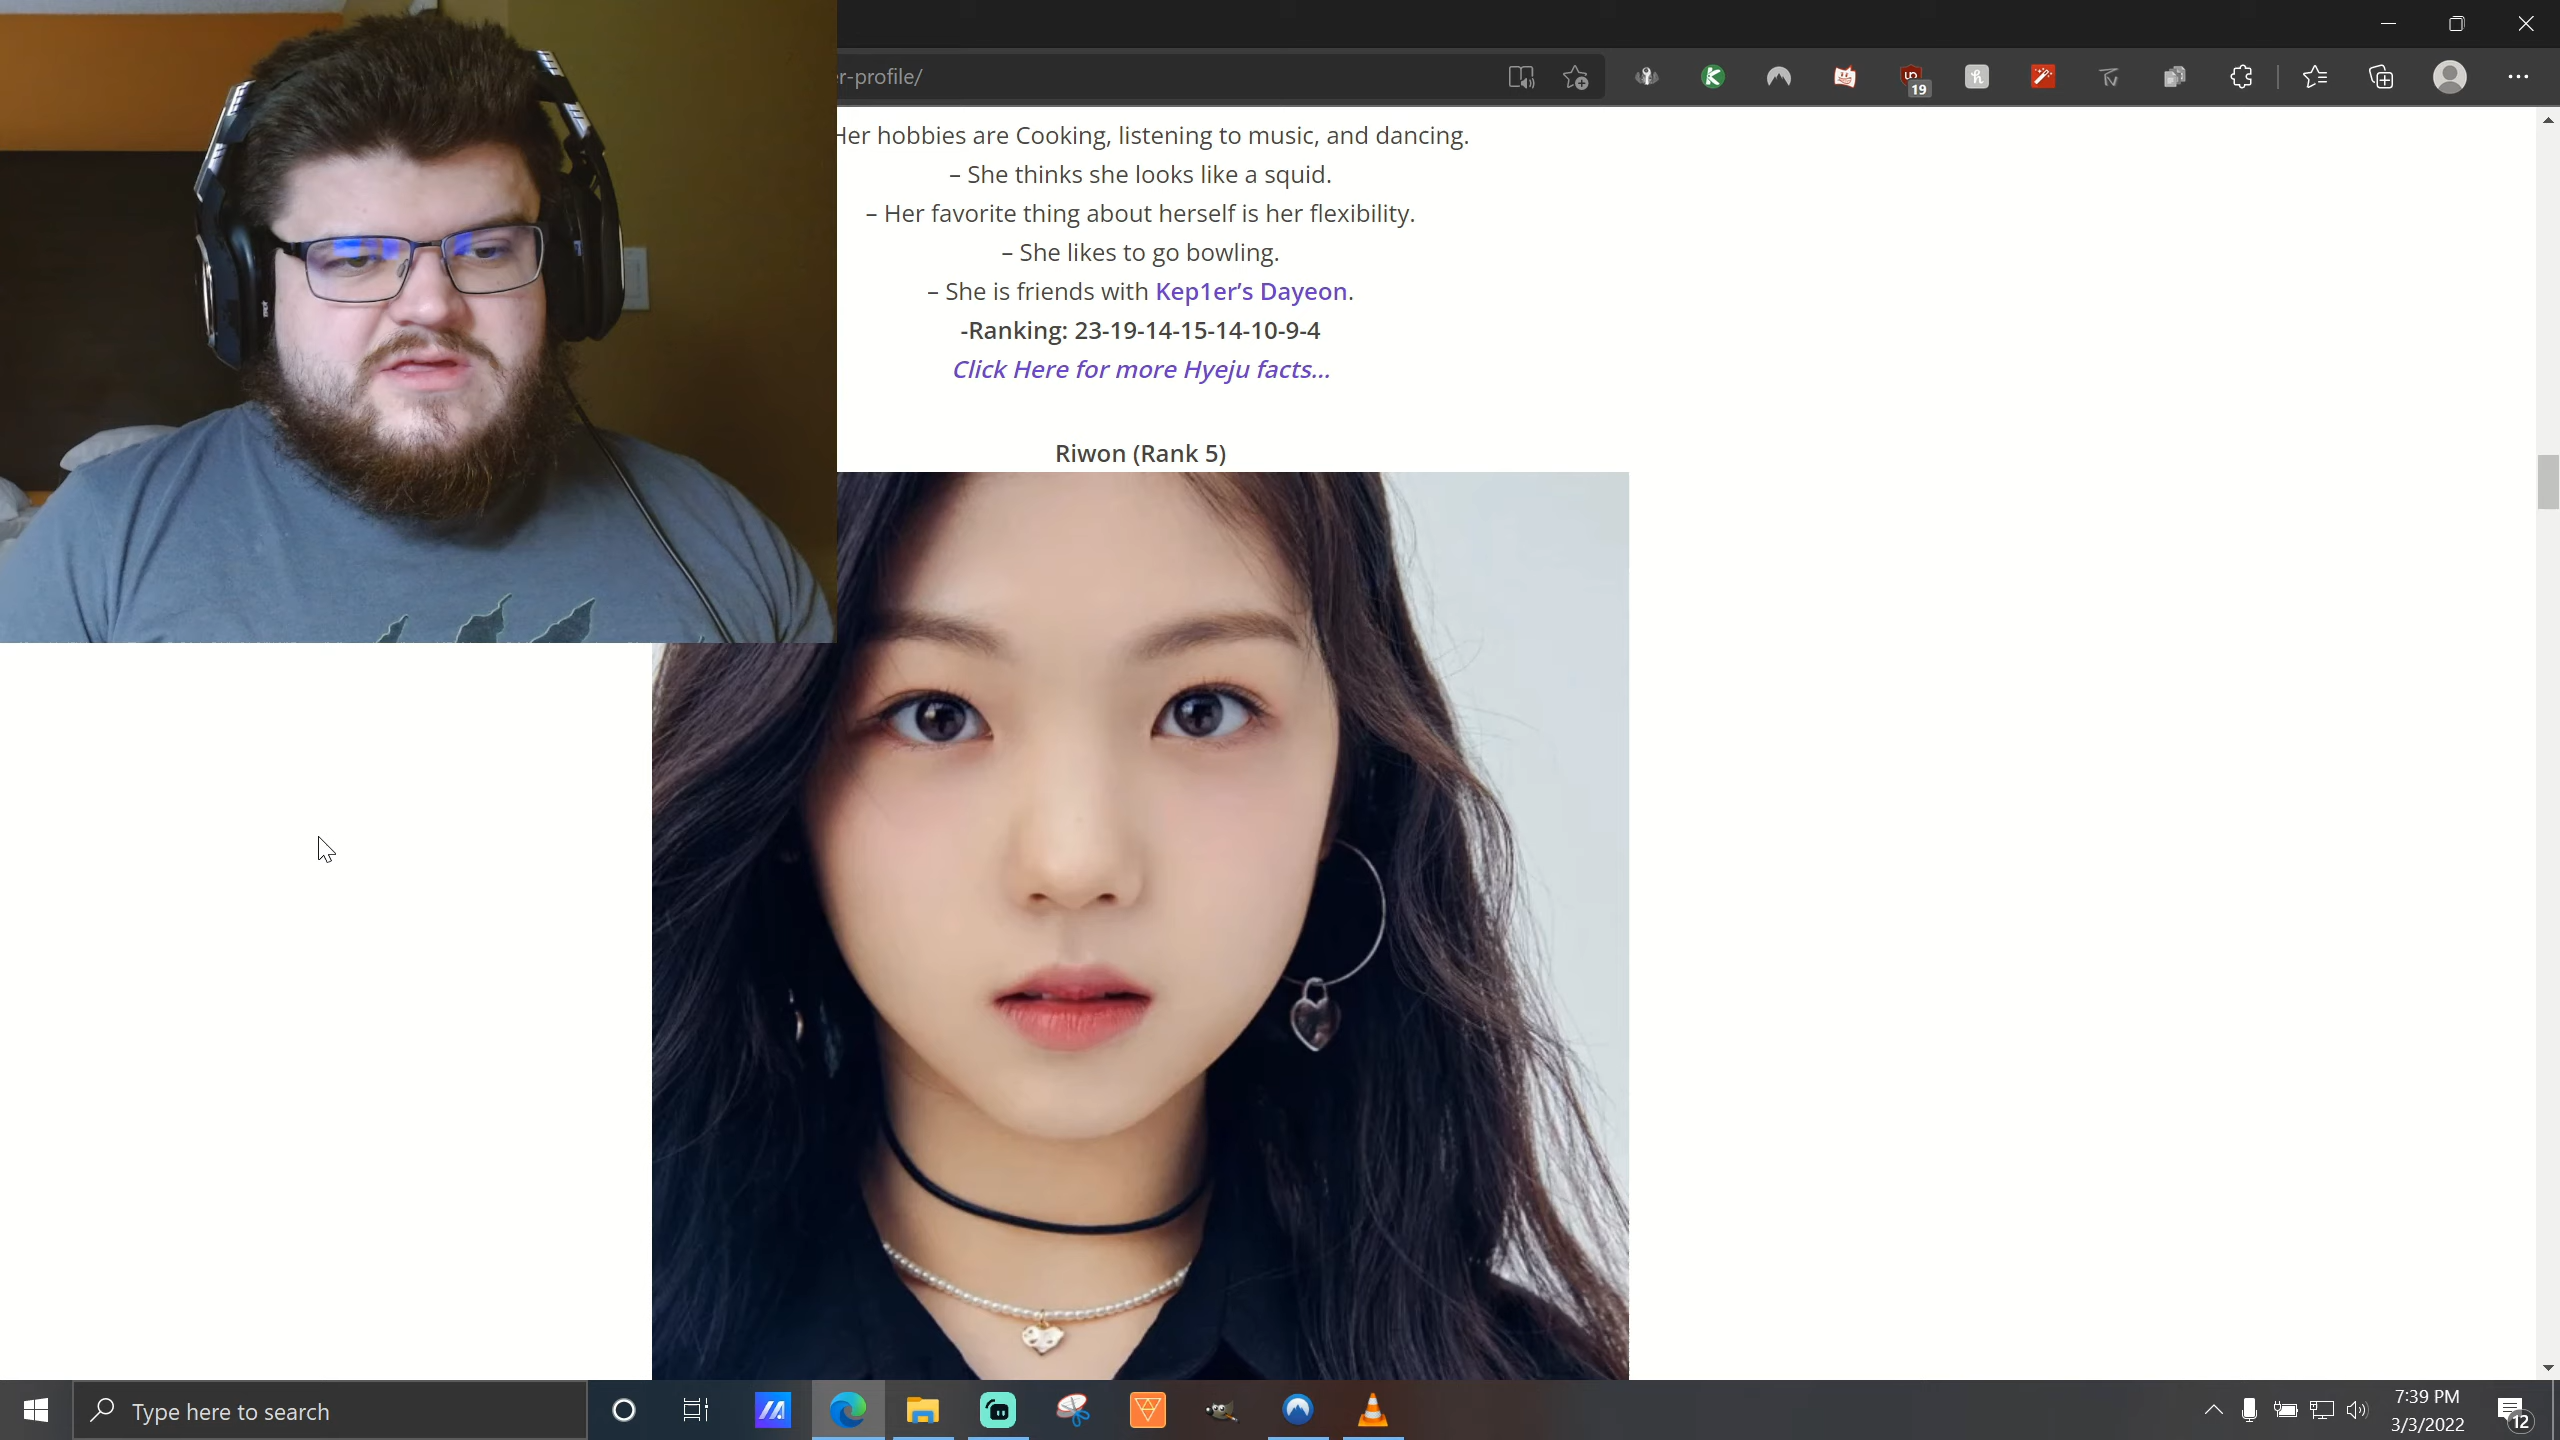 r-profile/
19
Her hobbies are Cooking, listening to music, and dancing.
– She thinks she looks like a squid.
– Her favorite thing about herself is her flexibility.
– She likes to go bowling.
– She is friends with Kep1er’s Dayeon.
-Ranking: 23-19-14-15-14-10-9-4
Click Here for more Hyeju facts...
Riwon (Rank 5)
Type here to search
7:39 PM
3/3/2022
12